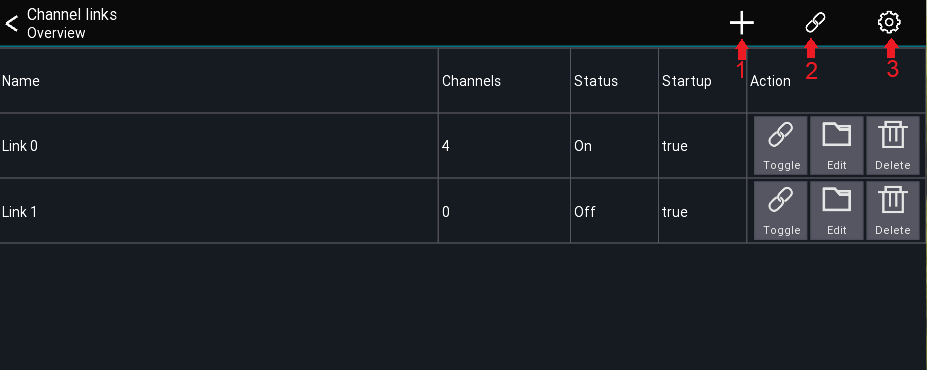 Channel links
Overview
1 2 3
Name Channels Status Startup Action
Link 0 4 On true
Toggle Edit Delete
Link 1 0 Off true
Toggle Edit Delete